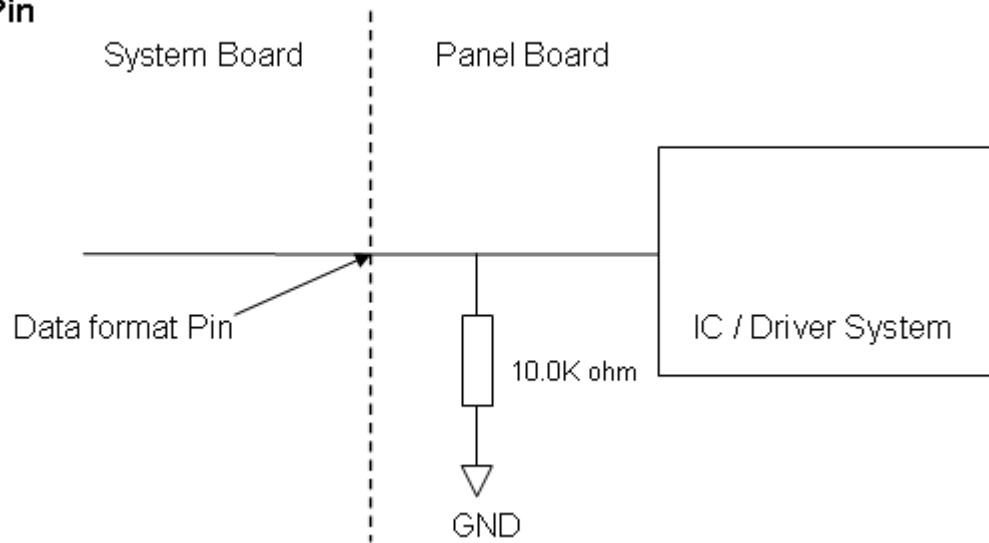 Pin
System Board
Panel Board
Data format Pin
IC / Driver System
10.0K ohm
GND